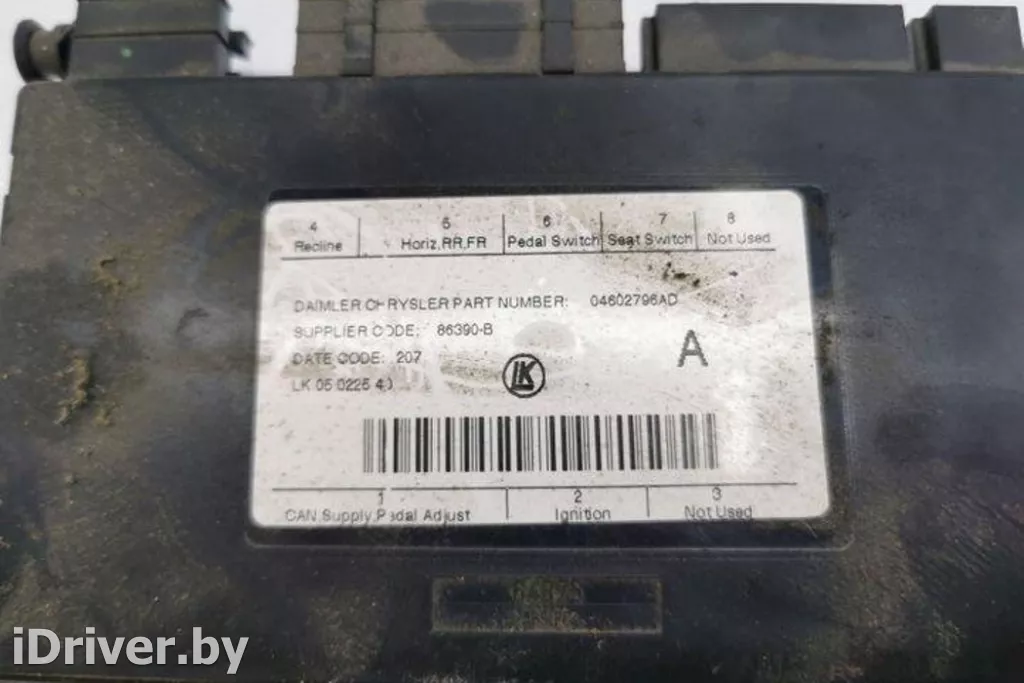 4 5 6 7 8
Recline Horiz,RR,FR Pedal Switch Seat Switch Not Used
DAIMLER CHRYSLER PART NUMBER: 04602796AD
SUPPLIER CODE: 86390-B
DATE CODE: 207
LK 05 0225 40
LK
A
1 2 3
CAN Supply,Pedal Adjust Ignition Not Used
iDriver.by